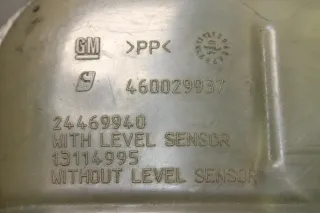 GM >PP<
460029937
24469940
WITH LEVEL SENSOR
13114995
WITHOUT LEVEL SENSOR